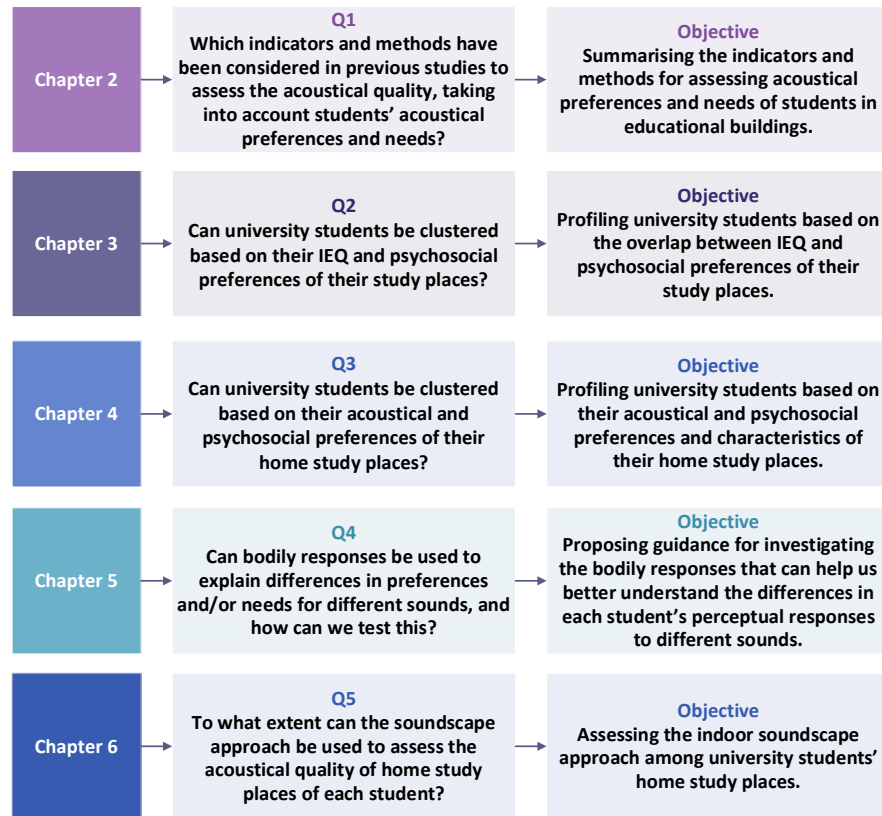 Chapter 2
Q1
Which indicators and methods have
been considered in previous studies to
assess the acoustical quality, taking
into account students’ acoustical
preferences and needs?
Objective
Summarising the indicators and
methods for assessing acoustical
preferences and needs of students in
educational buildings.
Chapter 3
Q2
Can university students be clustered
based on their IEQ and psychosocial
preferences of their study places?
Objective
Profiling university students based on
the overlap between IEQ and
psychosocial preferences of their
study places.
Chapter 4
Q3
Can university students be clustered
based on their acoustical and
psychosocial preferences of their
home study places?
Objective
Profiling university students based on
their acoustical and psychosocial
preferences and characteristics of
their home study places.
Chapter 5
Q4
Can bodily responses be used to
explain differences in preferences
and/or needs for different sounds, and
how can we test this?
Objective
Proposing guidance for investigating
the bodily responses that can help us
better understand the differences in
each student’s perceptual responses
to different sounds.
Chapter 6
Q5
To what extent can the soundscape
approach be used to assess the
acoustical quality of home study
places of each student?
Objective
Assessing the indoor soundscape
approach among university students’
home study places.